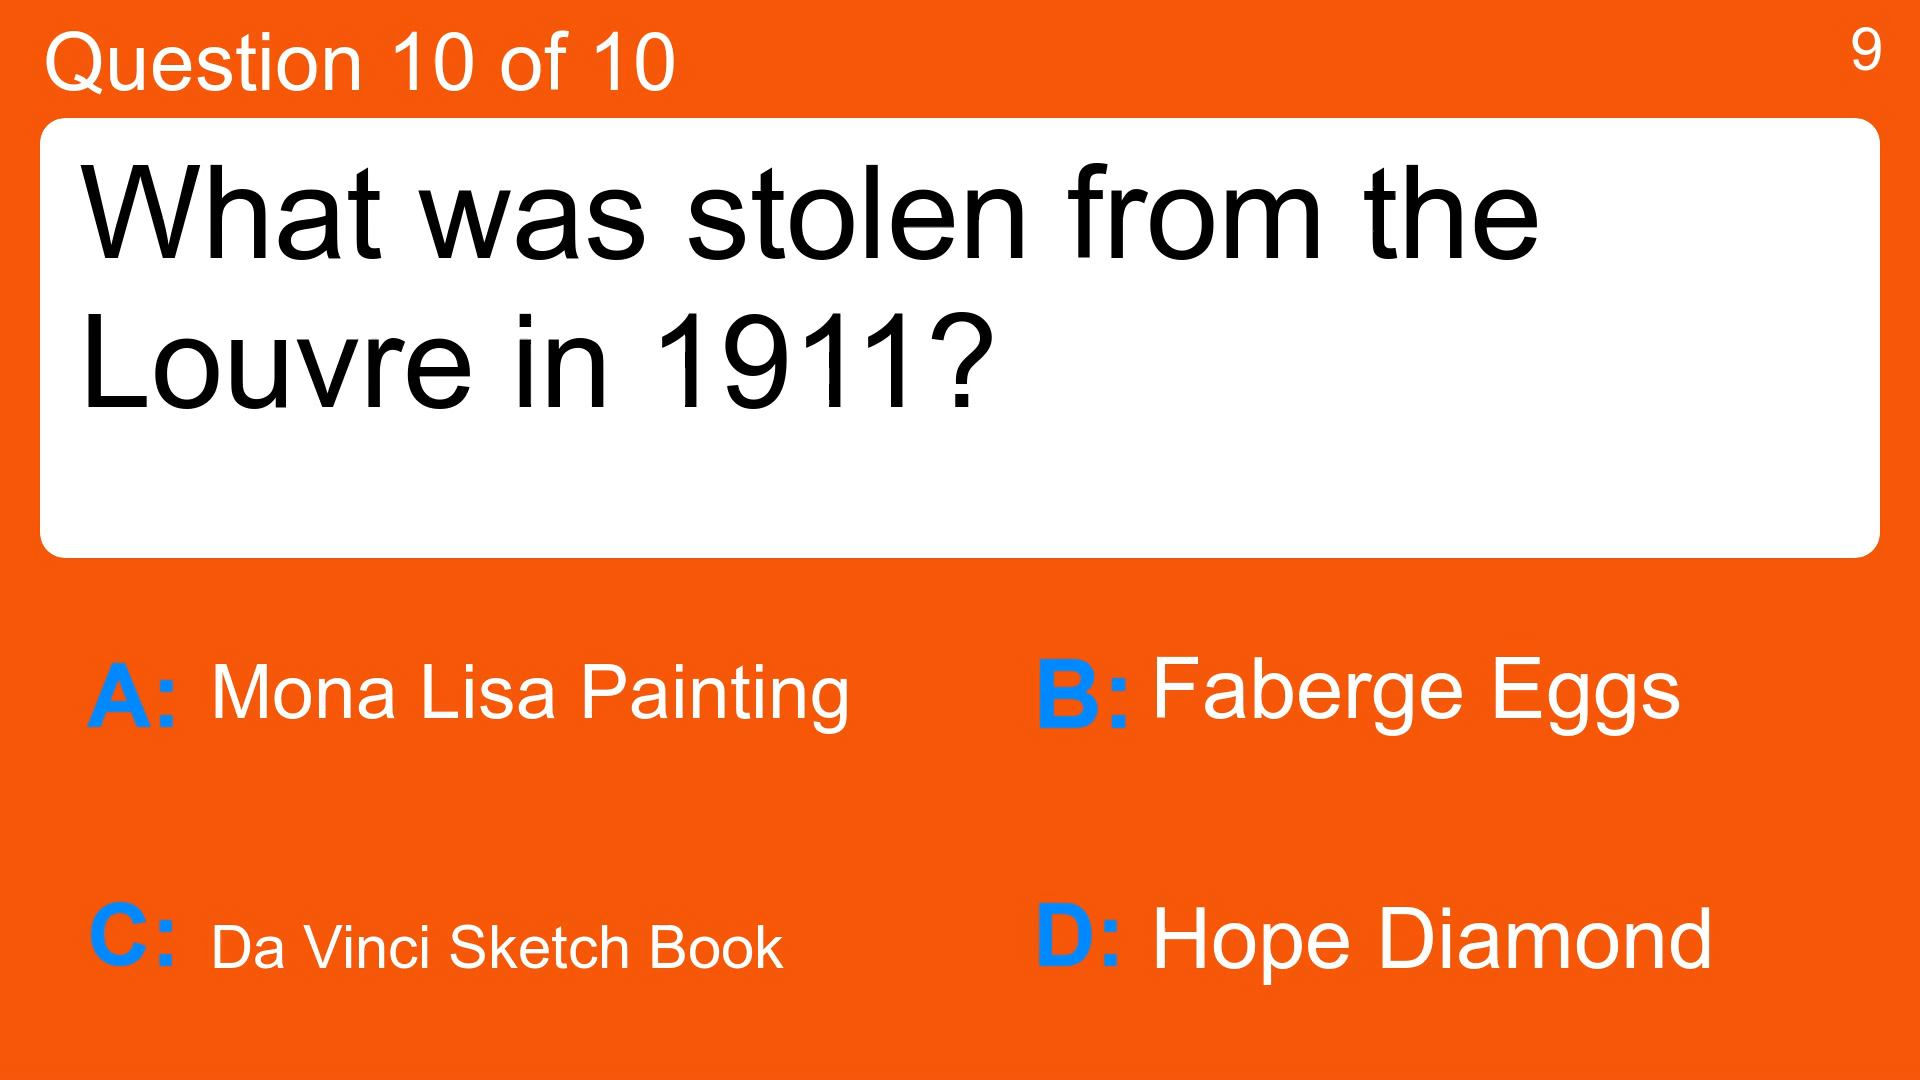 Question 10 of 10
9
What was stolen from the
Louvre in 1911?
A: Mona Lisa Painting
B: Faberge Eggs
C: Da Vinci Sketch Book
D: Hope Diamond